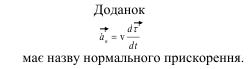 Доданок
a⃗ₙ = v dτ⃗/dt
має назву нормального прискорення.